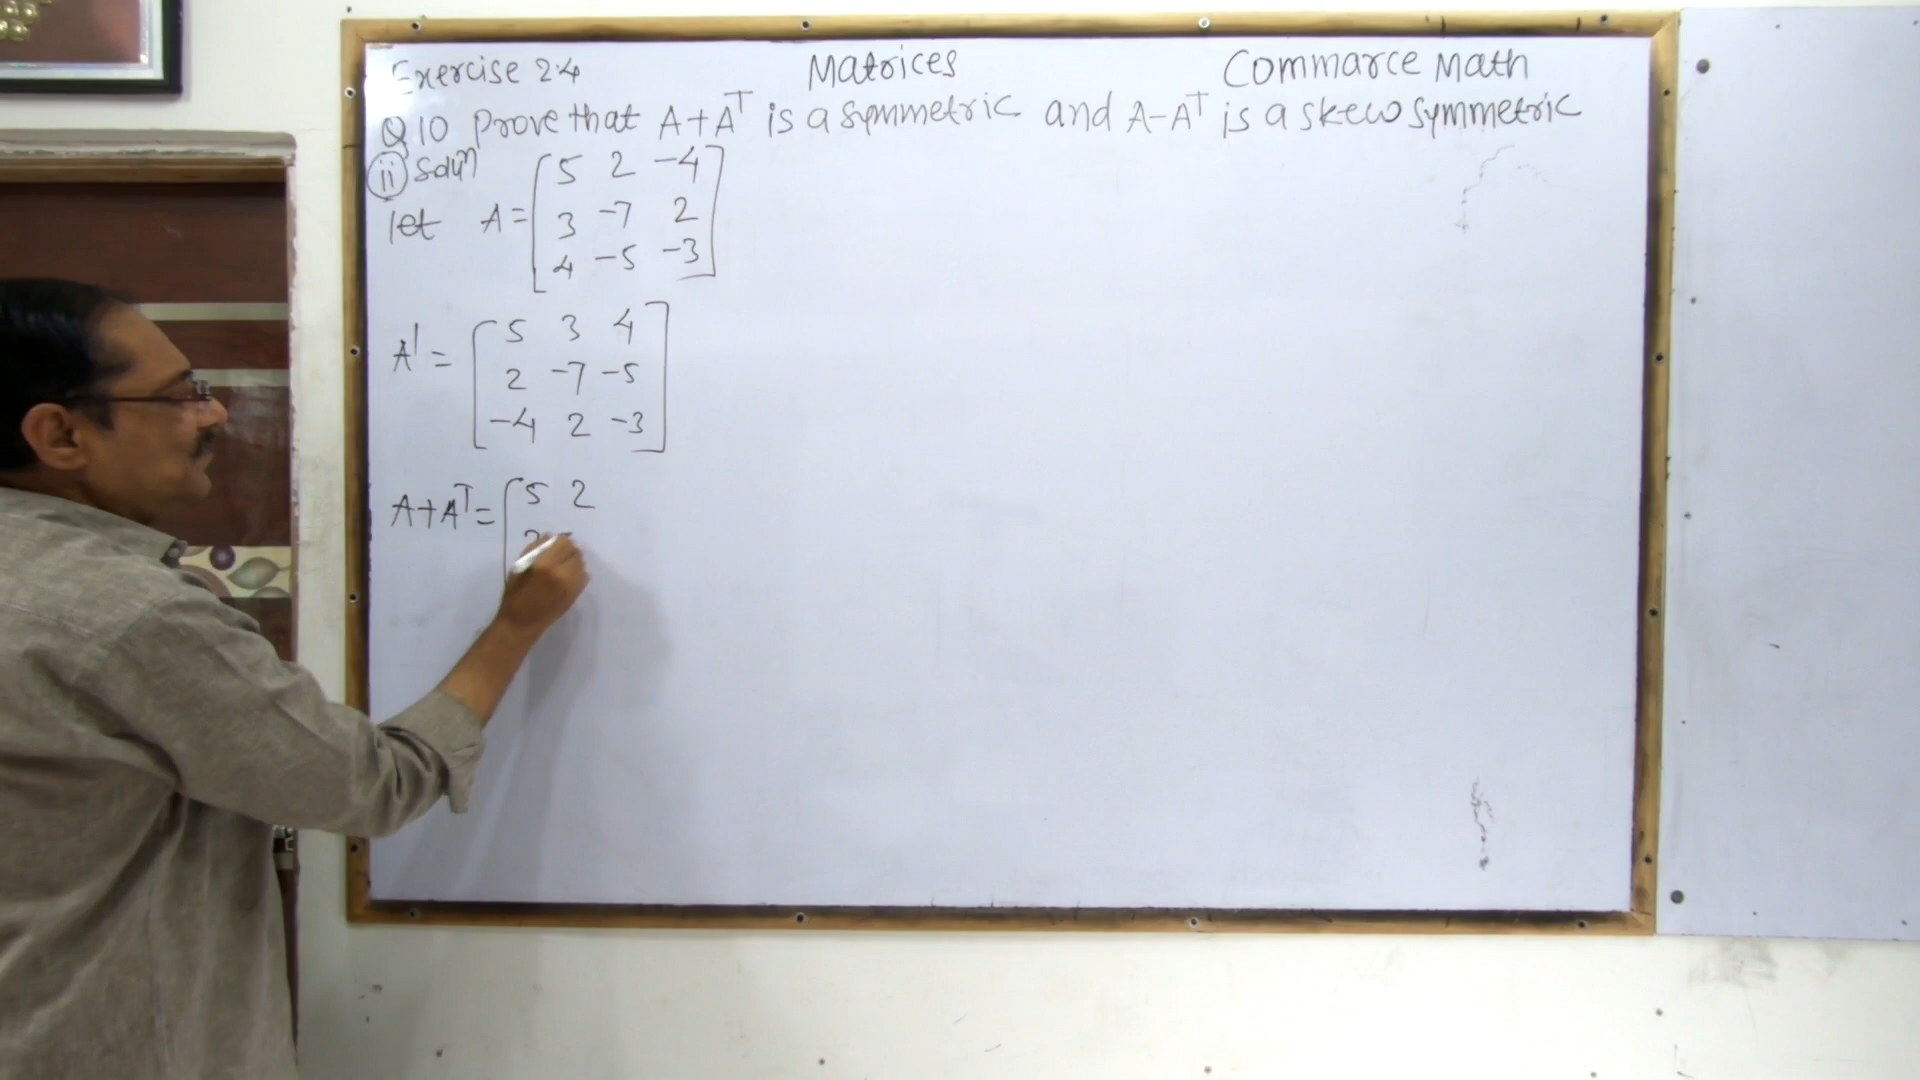 Exercise 2.4 Matrices Commarce Math
Q10 Prove that A+A^T is a symmetric and A-A^T is a skew symmetric
(ii) Solun
let A = [5 2 -4
3 -7 2
4 -5 -3]
A' = [5 3 4
2 -7 -5
-4 2 -3]
A+A^T = [5 2